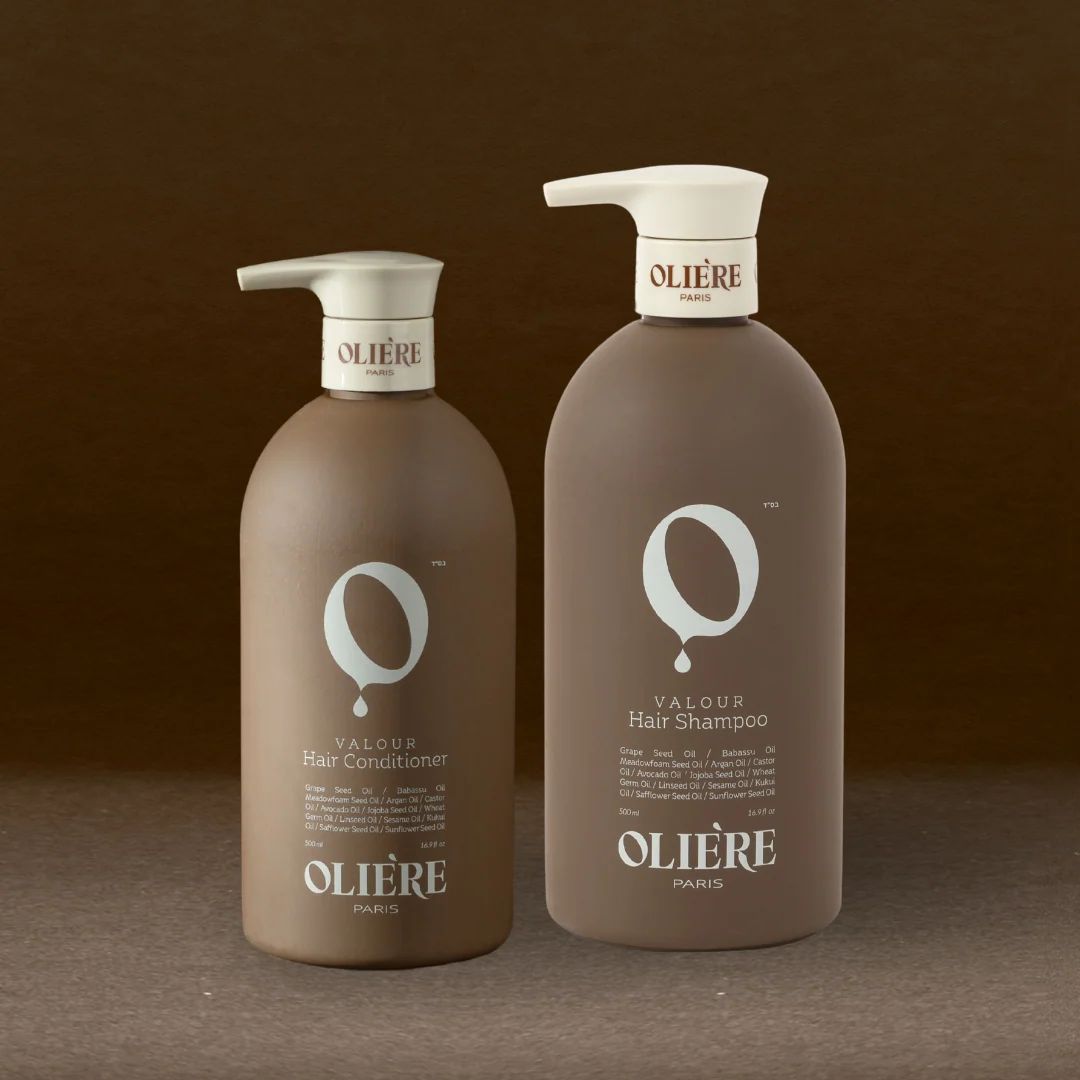 OLIÈRE
PARIS
בס״ד
VALOUR
Hair Conditioner
Grape Seed Oil / Babassu Oil
Meadowfoam Seed Oil / Argan Oil / Castor
Oil / Avocado Oil / Jojoba Seed Oil / Wheat
Germ Oil / Linseed Oil / Sesame Oil / Kukui
Oil / Safflower Seed Oil / Sunflower Seed Oil
500 ml 16.9 fl oz
OLIÈRE
PARIS
OLIÈRE
PARIS
בס״ד
VALOUR
Hair Shampoo
Grape Seed Oil / Babassu Oil
Meadowfoam Seed Oil / Argan Oil / Castor
Oil / Avocado Oil / Jojoba Seed Oil / Wheat
Germ Oil / Linseed Oil / Sesame Oil / Kukui
Oil / Safflower Seed Oil / Sunflower Seed Oil
500ml 16.9 fl oz
OLIÈRE
PARIS